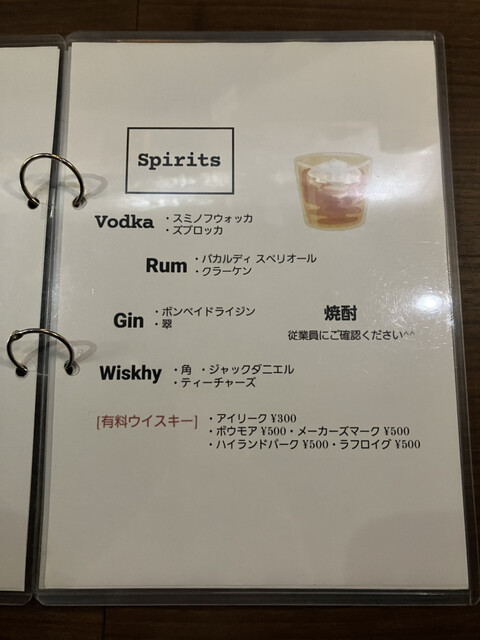 Spirits
Vodka ・スミノフウォッカ
・ズブロッカ
Rum ・バカルディ スペリオール
・クラーケン
Gin ・ボンベイドライジン
・翠
焼酎
従業員にご確認ください^^
Wiskhy ・角 ・ジャックダニエル
・ティーチャーズ
[有料ウイスキー] ・アイリーク ¥300
・ボウモア ¥500・メーカーズマーク ¥500
・ハイランドパーク ¥500・ラフロイグ ¥500